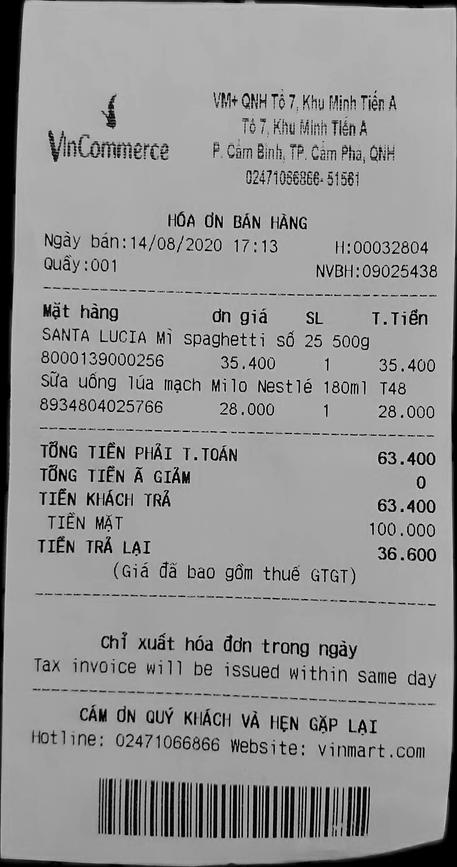 VM+ QNH Tổ 7, Khu Minh Tiến A
Tổ 7, Khu Minh Tiến A
VinCommerce
P. Cẩm Bình, TP. Cẩm Phả, QNH
02471066866-51561
HÓA ƠN BÁN HÀNG
Ngày bán:14/08/2020 17:13 H:00032804
Quầy:001 NVBH:09025438
Mặt hàng ơn giá SL T.Tiền
SANTA LUCIA Mì spaghetti số 25 500g
8000139000256 35.400 1 35.400
Sữa uống lúa mạch Milo Nestlé 180ml T48
8934804025766 28.000 1 28.000
TỔNG TIỀN PHẢI T.TOÁN 63.400
TỔNG TIỀN Ã GIẢM 0
TIỀN KHÁCH TRẢ 63.400
TIỀN MẶT 100.000
TIỀN TRẢ LẠI 36.600
(Giá đã bao gồm thuế GTGT)
Chỉ xuất hóa đơn trong ngày
Tax invoice will be issued within same day
CÁM ƠN QUÝ KHÁCH VÀ HẸN GẶP LẠI
Hotline: 02471066866 Website: vinmart.com